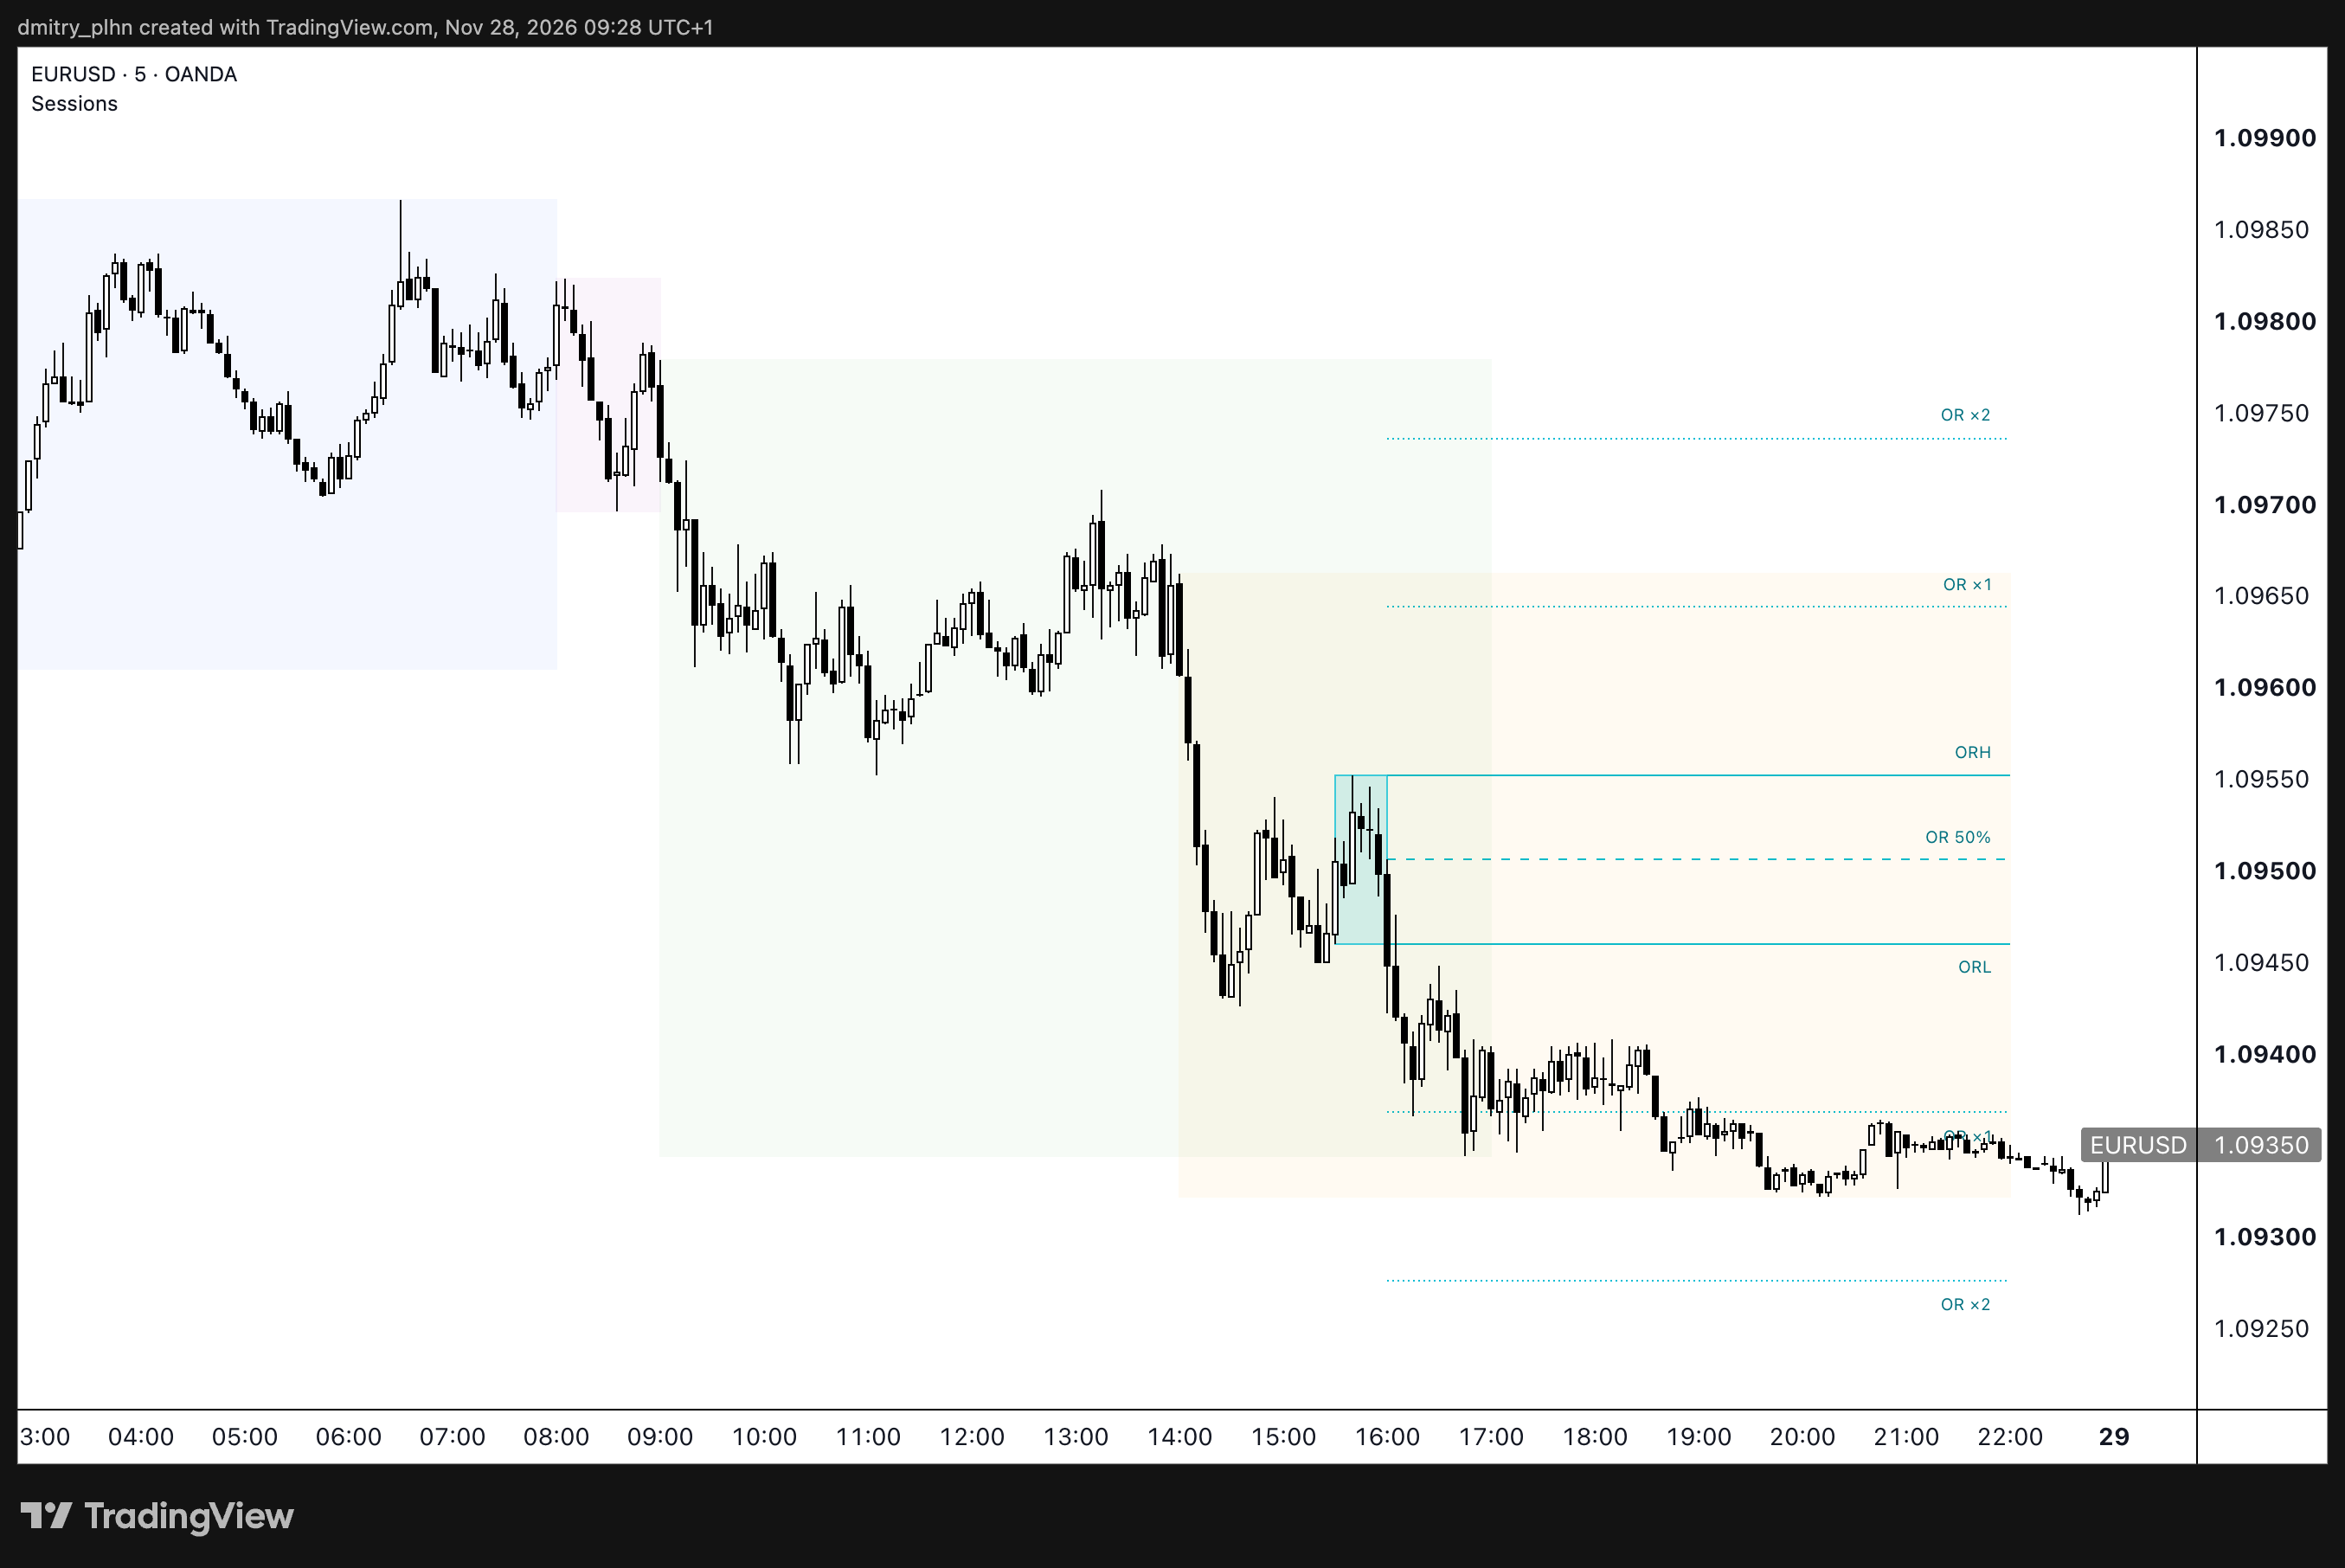 dmitry_plhn created with TradingView.com, Nov 28, 2026 09:28 UTC+1
EURUSD · 5 · OANDA
Sessions
1.09900
1.09850
1.09800
OR ×2
1.09750
1.09700
OR ×1
1.09650
1.09600
ORH
1.09550
OR 50%
1.09500
ORL
1.09450
1.09400
OR ×1
EURUSD 1.09350
1.09300
OR ×2
1.09250
3:00 04:00 05:00 06:00 07:00 08:00 09:00 10:00 11:00 12:00 13:00 14:00 15:00 16:00 17:00 18:00 19:00 20:00 21:00 22:00 29
TradingView